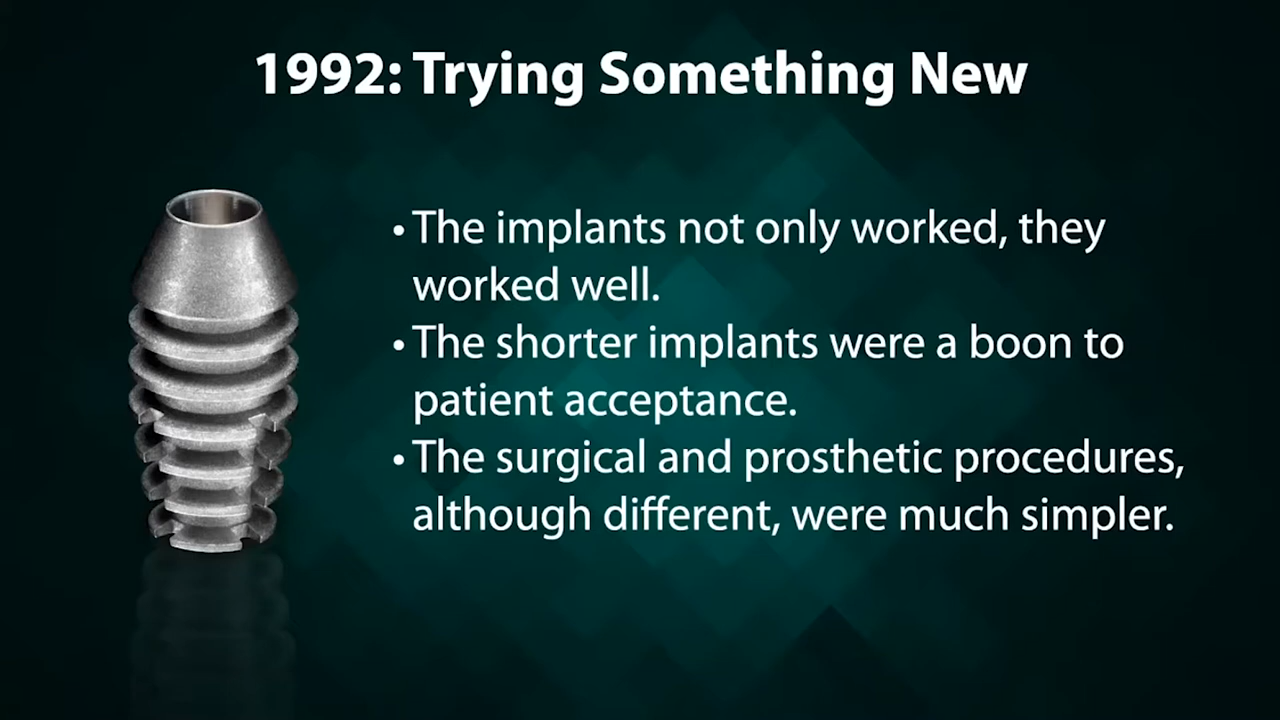 1992: Trying Something New
• The implants not only worked, they
worked well.
• The shorter implants were a boon to
patient acceptance.
• The surgical and prosthetic procedures,
although different, were much simpler.